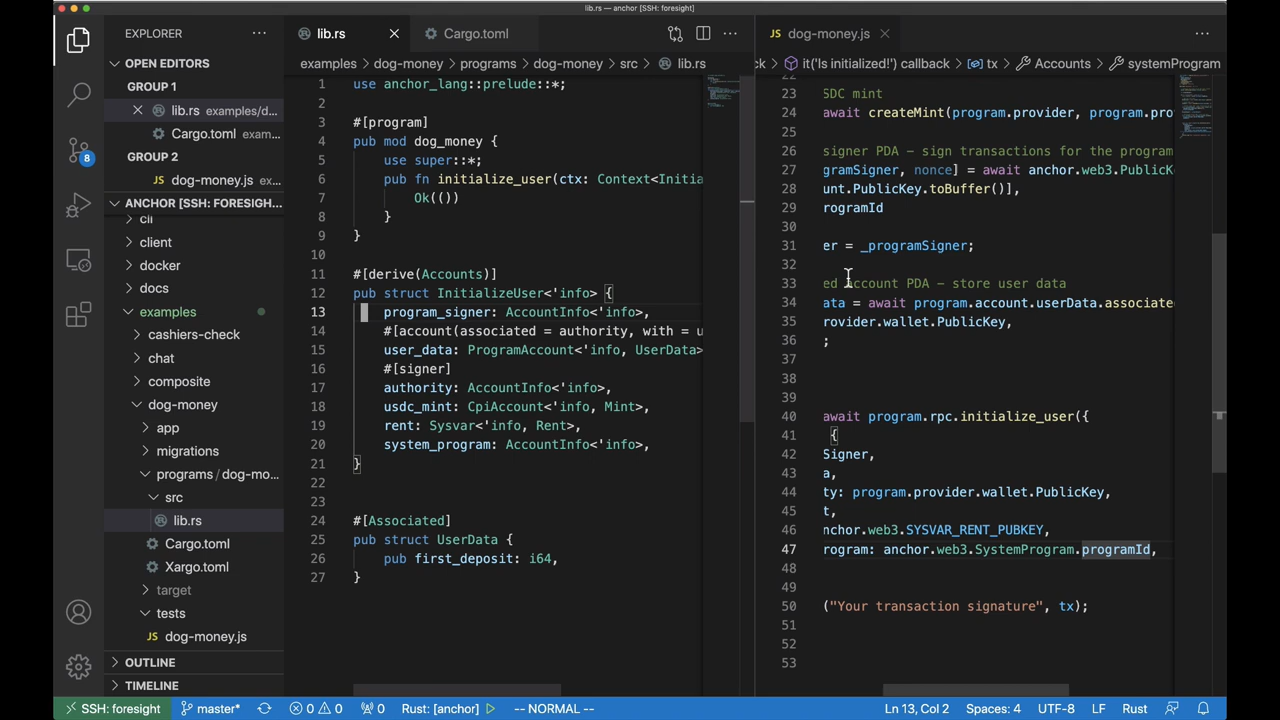 lib.rs — anchor [SSH: foresight]
EXPLORER
OPEN EDITORS
GROUP 1
lib.rs examples/d...
Cargo.toml exam...
GROUP 2
JS dog-money.js ex...
ANCHOR [SSH: FORESIGHT]
cli
client
docker
docs
examples
cashiers-check
chat
composite
dog-money
app
migrations
programs / dog-mo...
src
lib.rs
Cargo.toml
Xargo.toml
target
tests
JS dog-money.js
OUTLINE
TIMELINE
8
lib.rs
Cargo.toml
examples > dog-money > programs > dog-money > src > lib.rs
1 use anchor_lang::prelude::*;
2
3 #[program]
4 pub mod dog_money {
5 use super::*;
6 pub fn initialize_user(ctx: Context<Initia
7 Ok(())
8 }
9 }
10
11 #[derive(Accounts)]
12 pub struct InitializeUser<'info> {
13 program_signer: AccountInfo<'info>,
14 #[account(associated = authority, with = u
15 user_data: ProgramAccount<'info, UserData>
16 #[signer]
17 authority: AccountInfo<'info>,
18 usdc_mint: CpiAccount<'info, Mint>,
19 rent: Sysvar<'info, Rent>,
20 system_program: AccountInfo<'info>,
21 }
22
23
24 #[Associated]
25 pub struct UserData {
26 pub first_deposit: i64,
27 }
JS dog-money.js
ck > it('Is initialized!') callback > tx > Accounts > systemProgram
22
23 SDC mint
24 await createMint(program.provider, program.pro
25
26 signer PDA – sign transactions for the program
27 gramSigner, nonce] = await anchor.web3.PublicK
28 unt.PublicKey.toBuffer()],
29 rogramId
30
31 er = _programSigner;
32
33 ed account PDA – store user data
34 ata = await program.account.userData.associate
35 rovider.wallet.PublicKey,
36 ;
37
38
39
40 await program.rpc.initialize_user({
41 {
42 Signer,
43 a,
44 ty: program.provider.wallet.PublicKey,
45 t,
46 nchor.web3.SYSVAR_RENT_PUBKEY,
47 rogram: anchor.web3.SystemProgram.programId,
48
49
50 ("Your transaction signature", tx);
51
52
53
SSH: foresight master* 0 0 0 Rust: [anchor] -- NORMAL -- Ln 13, Col 2 Spaces: 4 UTF-8 LF Rust